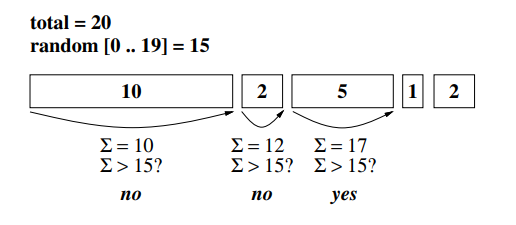 total = 20
random [0 .. 19] = 15
10 2 5 1 2
Σ = 10 Σ = 12 Σ = 17
Σ > 15? Σ > 15? Σ > 15?
no no yes